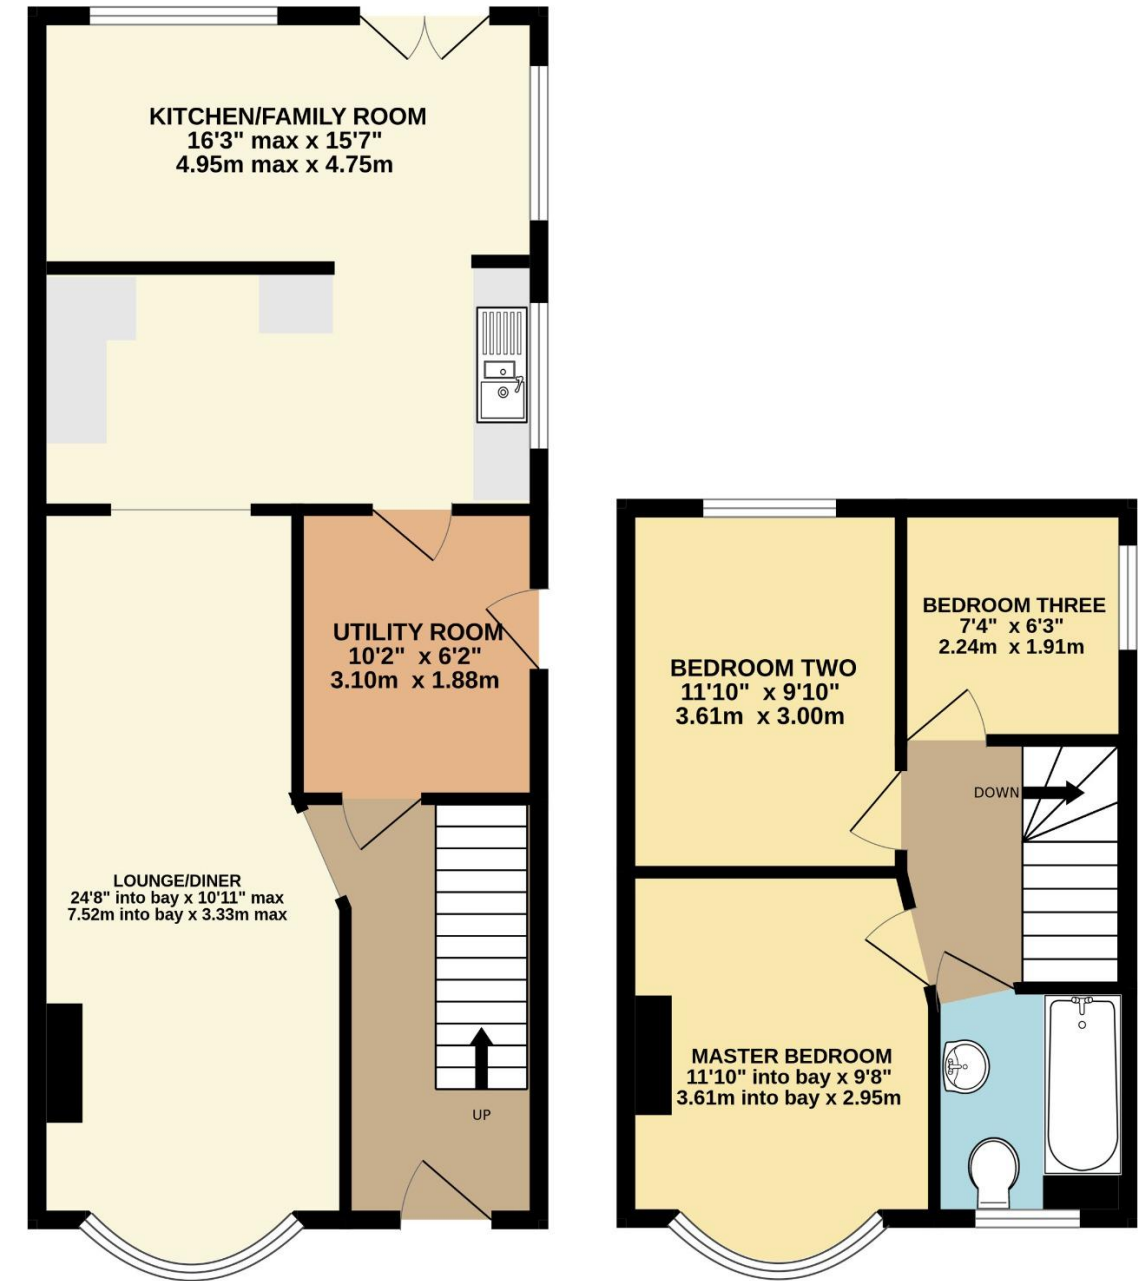 KITCHEN/FAMILY ROOM
16'3" max x 15'7"
4.95m max x 4.75m
UTILITY ROOM
10'2" x 6'2"
3.10m x 1.88m
LOUNGE/DINER
24'8" into bay x 10'11" max
7.52m into bay x 3.33m max
UP
BEDROOM THREE
7'4" x 6'3"
2.24m x 1.91m
BEDROOM TWO
11'10" x 9'10"
3.61m x 3.00m
DOWN
MASTER BEDROOM
11'10" into bay x 9'8"
3.61m into bay x 2.95m